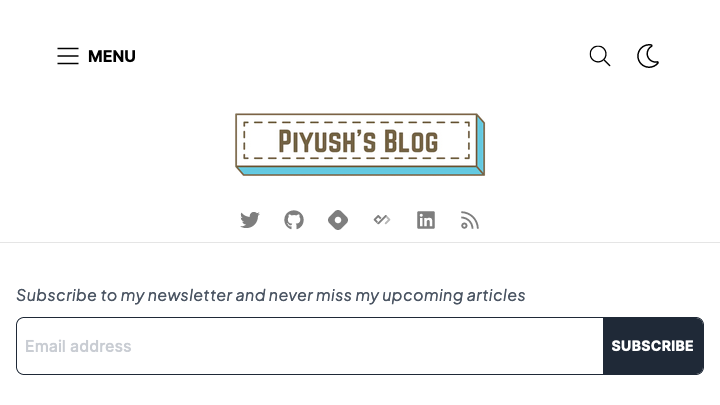 MENU
Piyush's Blog
Subscribe to my newsletter and never miss my upcoming articles
Email address
SUBSCRIBE